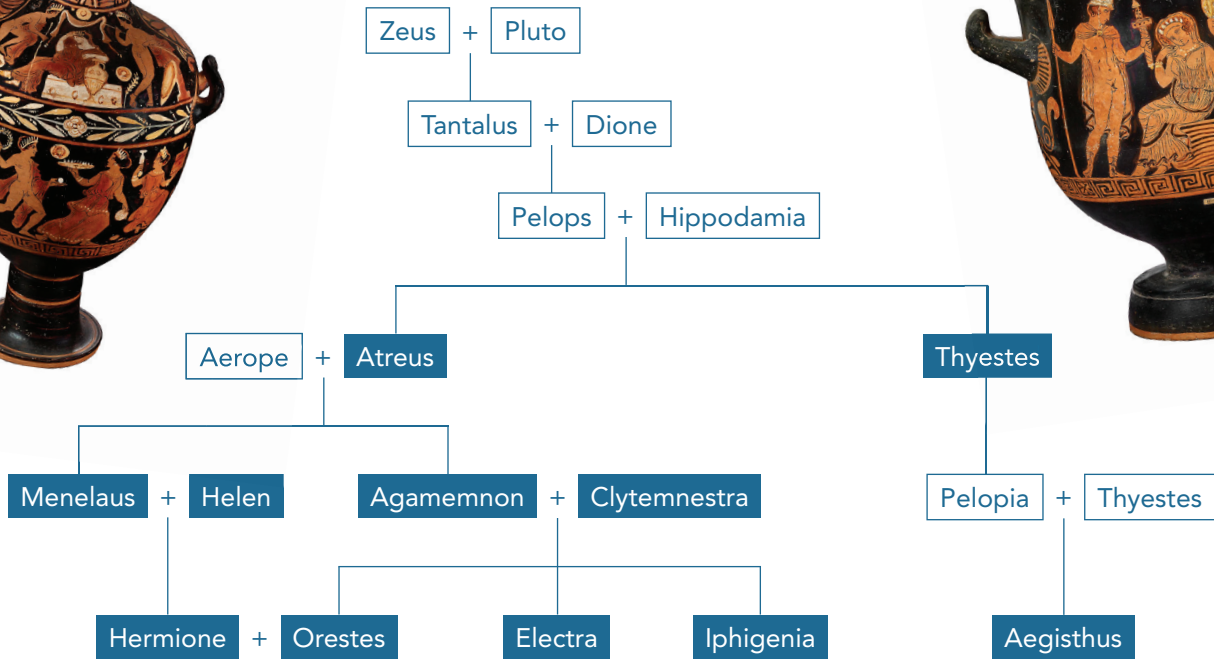 Zeus + Pluto
Tantalus + Dione
Pelops + Hippodamia
Aerope + Atreus Thyestes
Menelaus + Helen Agamemnon + Clytemnestra Pelopia + Thyestes
Hermione + Orestes Electra Iphigenia Aegisthus